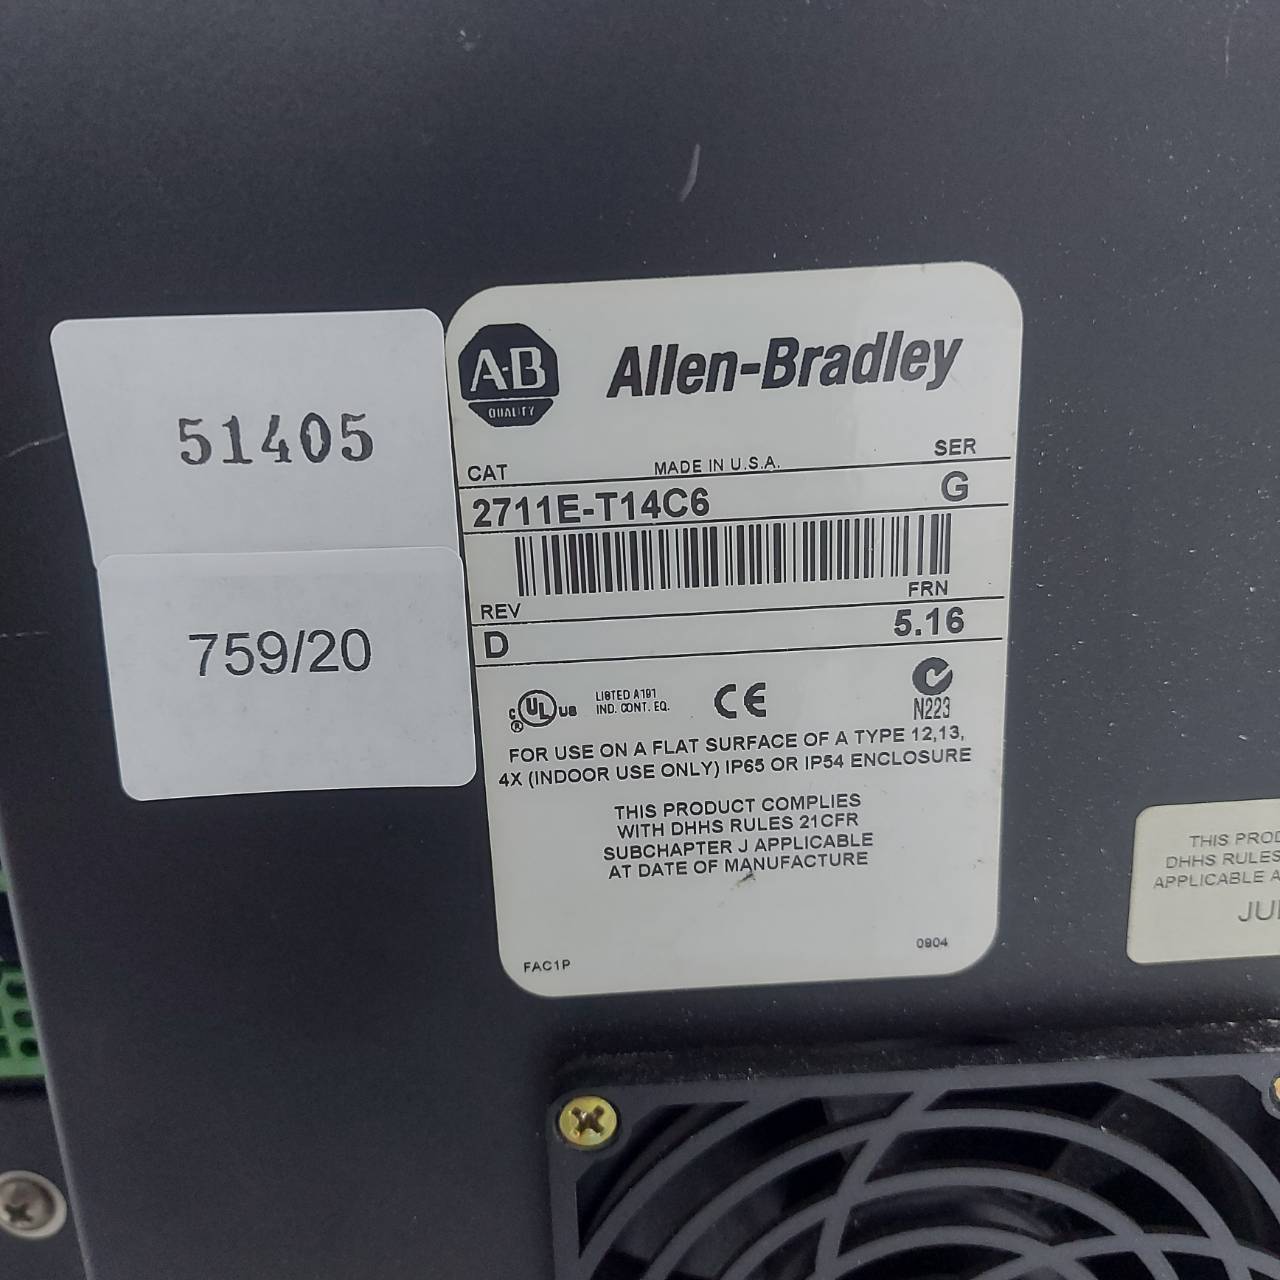 51405
759/20
A-B
QUALITY
Allen-Bradley
CAT MADE IN U.S.A. SER
2711E-T14C6 G
REV FRN
D 5.16
C UL US ®
LISTED A191
IND. CONT. EQ.
CE
N223
FOR USE ON A FLAT SURFACE OF A TYPE 12,13,
4X (INDOOR USE ONLY) IP65 OR IP54 ENCLOSURE
THIS PRODUCT COMPLIES
WITH DHHS RULES 21CFR
SUBCHAPTER J APPLICABLE
AT DATE OF MANUFACTURE
FAC1P 0904
THIS
DHHS RULES
APPLICABLE